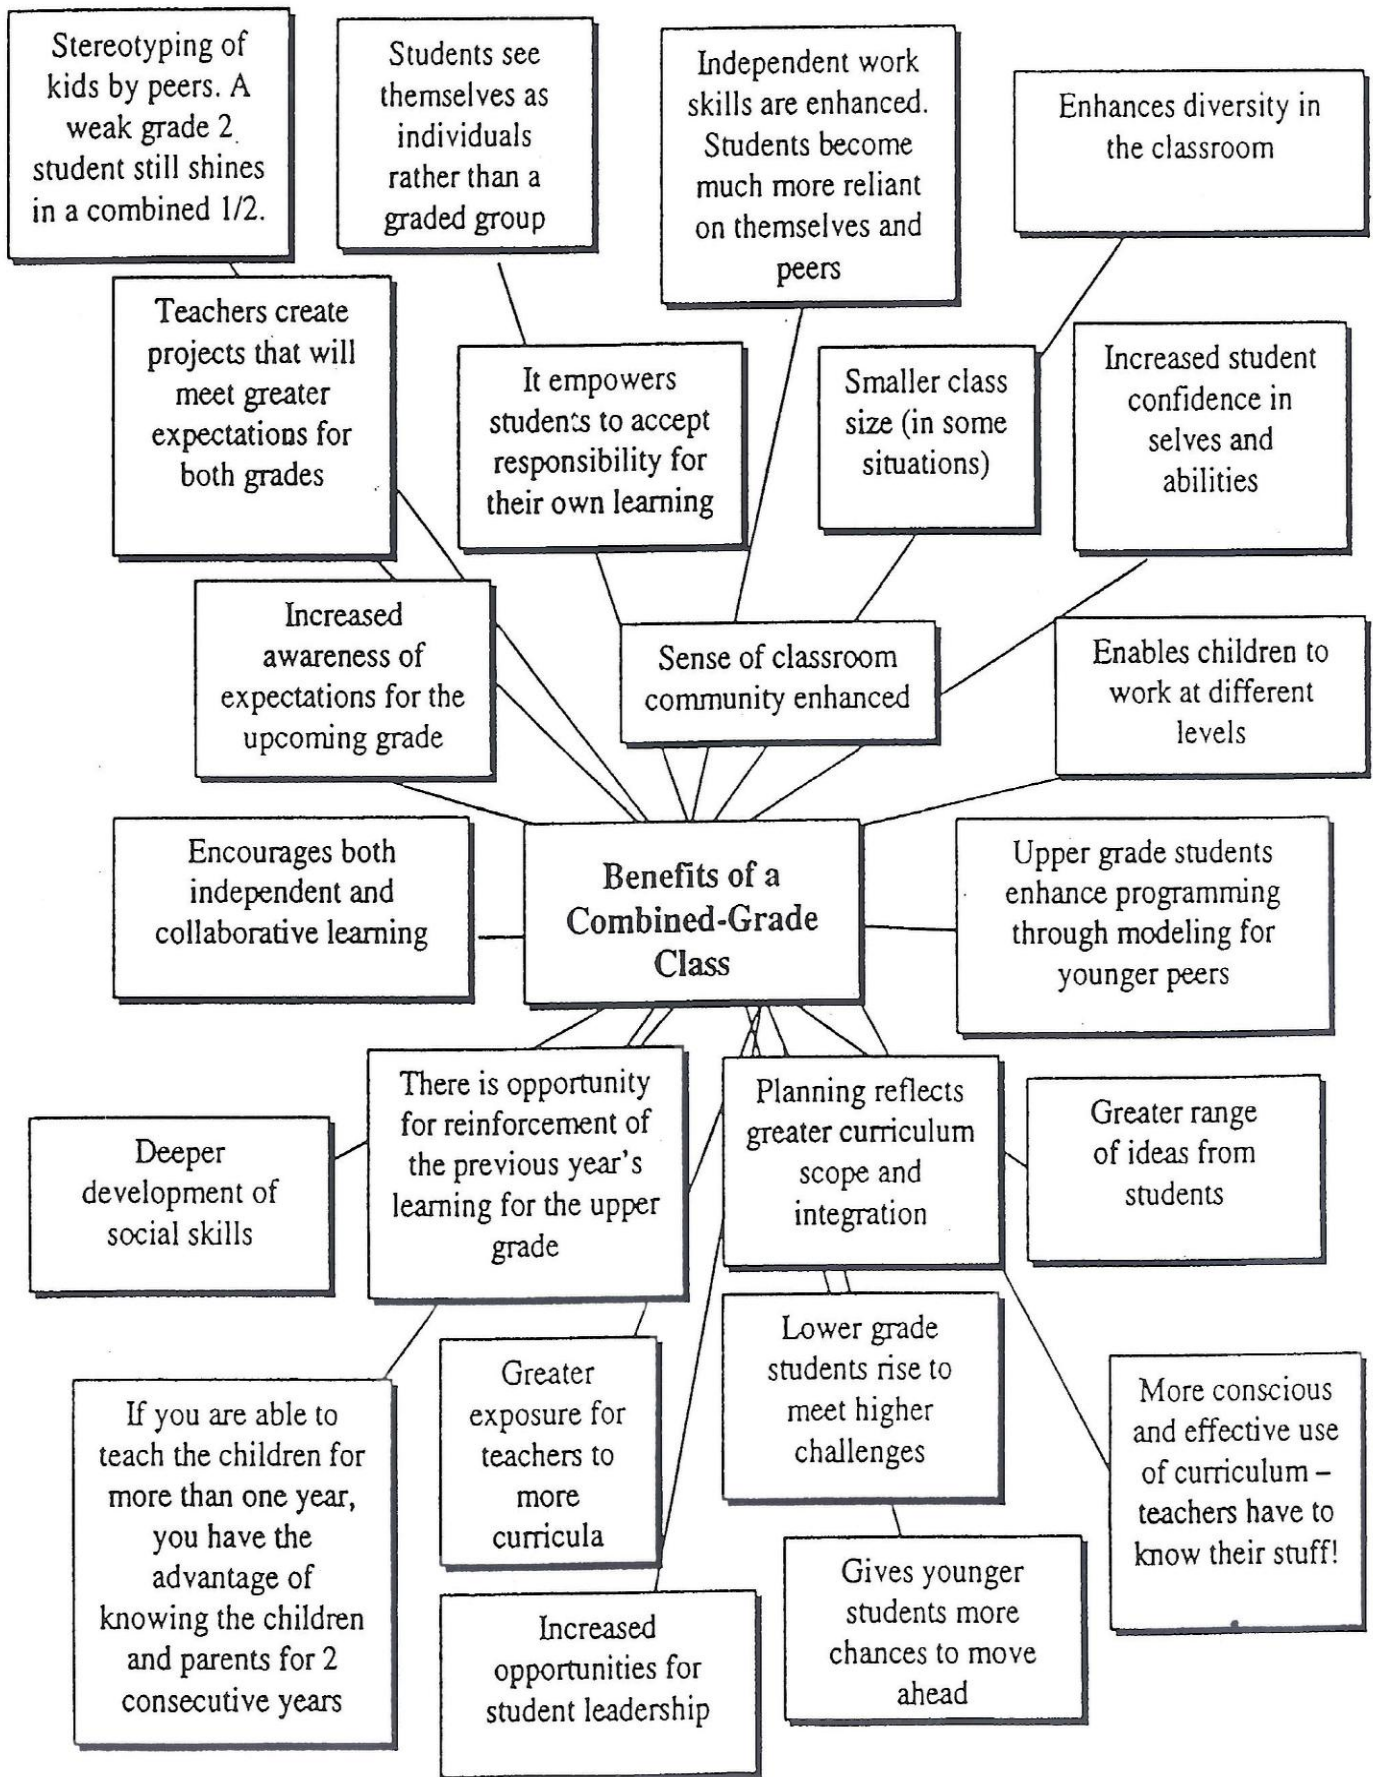 Stereotyping of
kids by peers. A
weak grade 2
student still shines
in a combined 1/2.
Students see
themselves as
individuals
rather than a
graded group
Independent work
skills are enhanced.
Students become
much more reliant
on themselves and
peers
Enhances diversity in
the classroom
Teachers create
projects that will
meet greater
expectations for
both grades
It empowers
students to accept
responsibility for
their own learning
Smaller class
size (in some
situations)
Increased student
confidence in
selves and
abilities
Increased
awareness of
expectations for the
upcoming grade
Sense of classroom
community enhanced
Enables children to
work at different
levels
Encourages both
independent and
collaborative learning
Benefits of a
Combined-Grade
Class
Upper grade students
enhance programming
through modeling for
younger peers
Deeper
development of
social skills
There is opportunity
for reinforcement of
the previous year's
learning for the upper
grade
Planning reflects
greater curriculum
scope and
integration
Greater range
of ideas from
students
If you are able to
teach the children for
more than one year,
you have the
advantage of
knowing the children
and parents for 2
consecutive years
Greater
exposure for
teachers to
more
curricula
Lower grade
students rise to
meet higher
challenges
More conscious
and effective use
of curriculum –
teachers have to
know their stuff!
Increased
opportunities for
student leadership
Gives younger
students more
chances to move
ahead